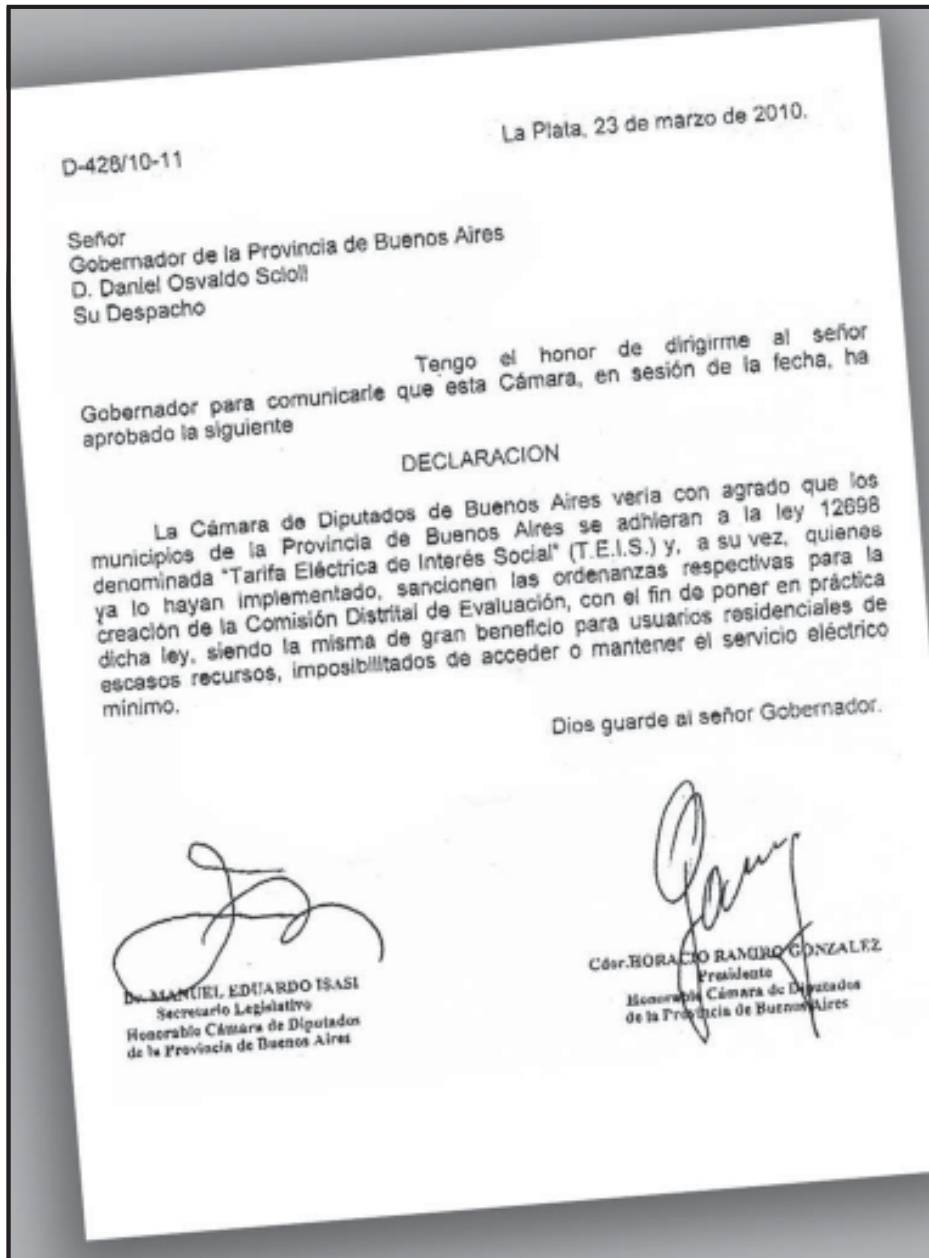 La Plata, 23 de marzo de 2010.
D-428/10-11
Señor
Gobernador de la Provincia de Buenos Aires
D. Daniel Osvaldo Scioli
Su Despacho
Tengo el honor de dirigirme al señor
Gobernador para comunicarle que esta Cámara, en sesión de la fecha, ha
aprobado la siguiente
DECLARACION
La Cámara de Diputados de Buenos Aires vería con agrado que los
municipios de la Provincia de Buenos Aires se adhieran a la ley 12698
denominada "Tarifa Eléctrica de Interés Social" (T.E.I.S.) y, a su vez, quienes
ya lo hayan implementado, sancionen las ordenanzas respectivas para la
creación de la Comisión Distrital de Evaluación, con el fin de poner en práctica
dicha ley, siendo la misma de gran beneficio para usuarios residenciales de
escasos recursos, imposibilitados de acceder o mantener el servicio eléctrico
mínimo.
Dios guarde al señor Gobernador.
Dr. MANUEL EDUARDO ISASI
Secretario Legislativo
Honorable Cámara de Diputados
de la Provincia de Buenos Aires
Cdor. HORACIO RAMIRO GONZALEZ
Presidente
Honorable Cámara de Diputados
de la Provincia de Buenos Aires